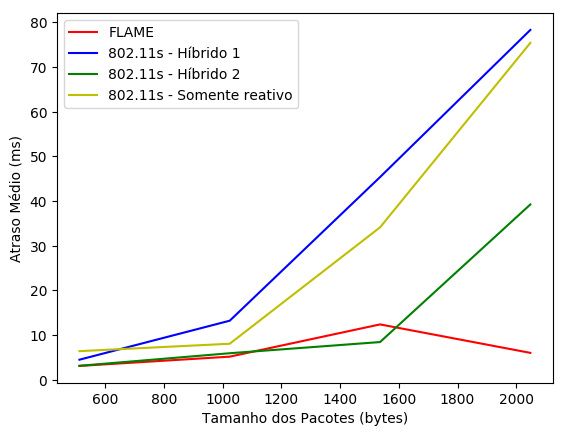 FLAME
802.11s - Híbrido 1
802.11s - Híbrido 2
802.11s - Somente reativo
Atraso Médio (ms)
80
70
60
50
40
30
20
10
0
600 800 1000 1200 1400 1600 1800 2000
Tamanho dos Pacotes (bytes)